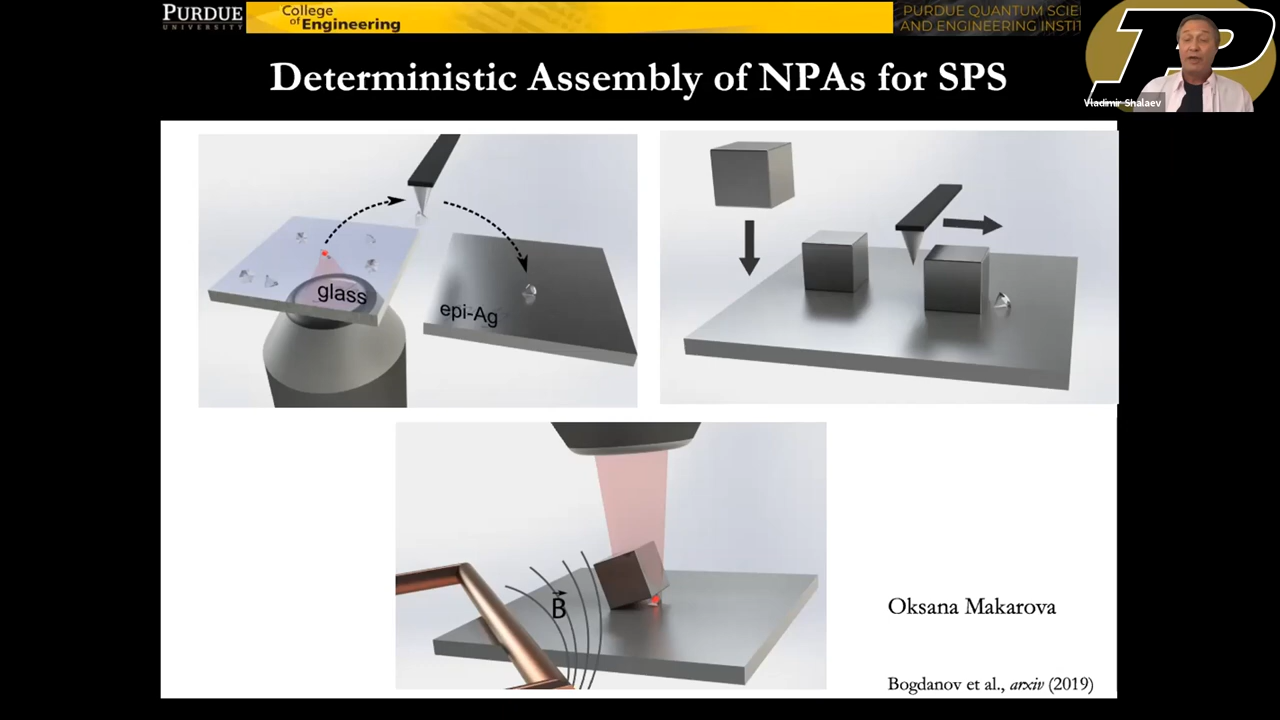 PURDUE
UNIVERSITY
College
of Engineering
PURDUE QUANTUM SCIE
AND ENGINEERING INSTI
Vladimir Shalaev
Deterministic Assembly of NPAs for SPS
glass
epi-Ag
B
Oksana Makarova
Bogdanov et al., arxiv (2019)